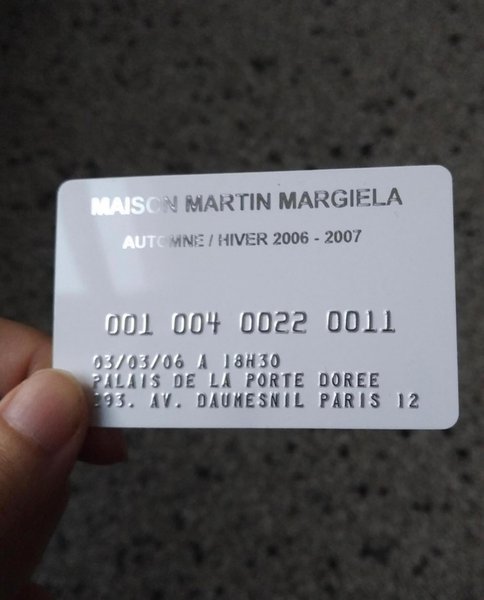 MAISON MARTIN MARGIELA
AUTOMNE / HIVER 2006 - 2007
001 004 0022 0011
03/03/06 A 18H30
PALAIS DE LA PORTE DOREE
293. AV. DAUMESNIL PARIS 12